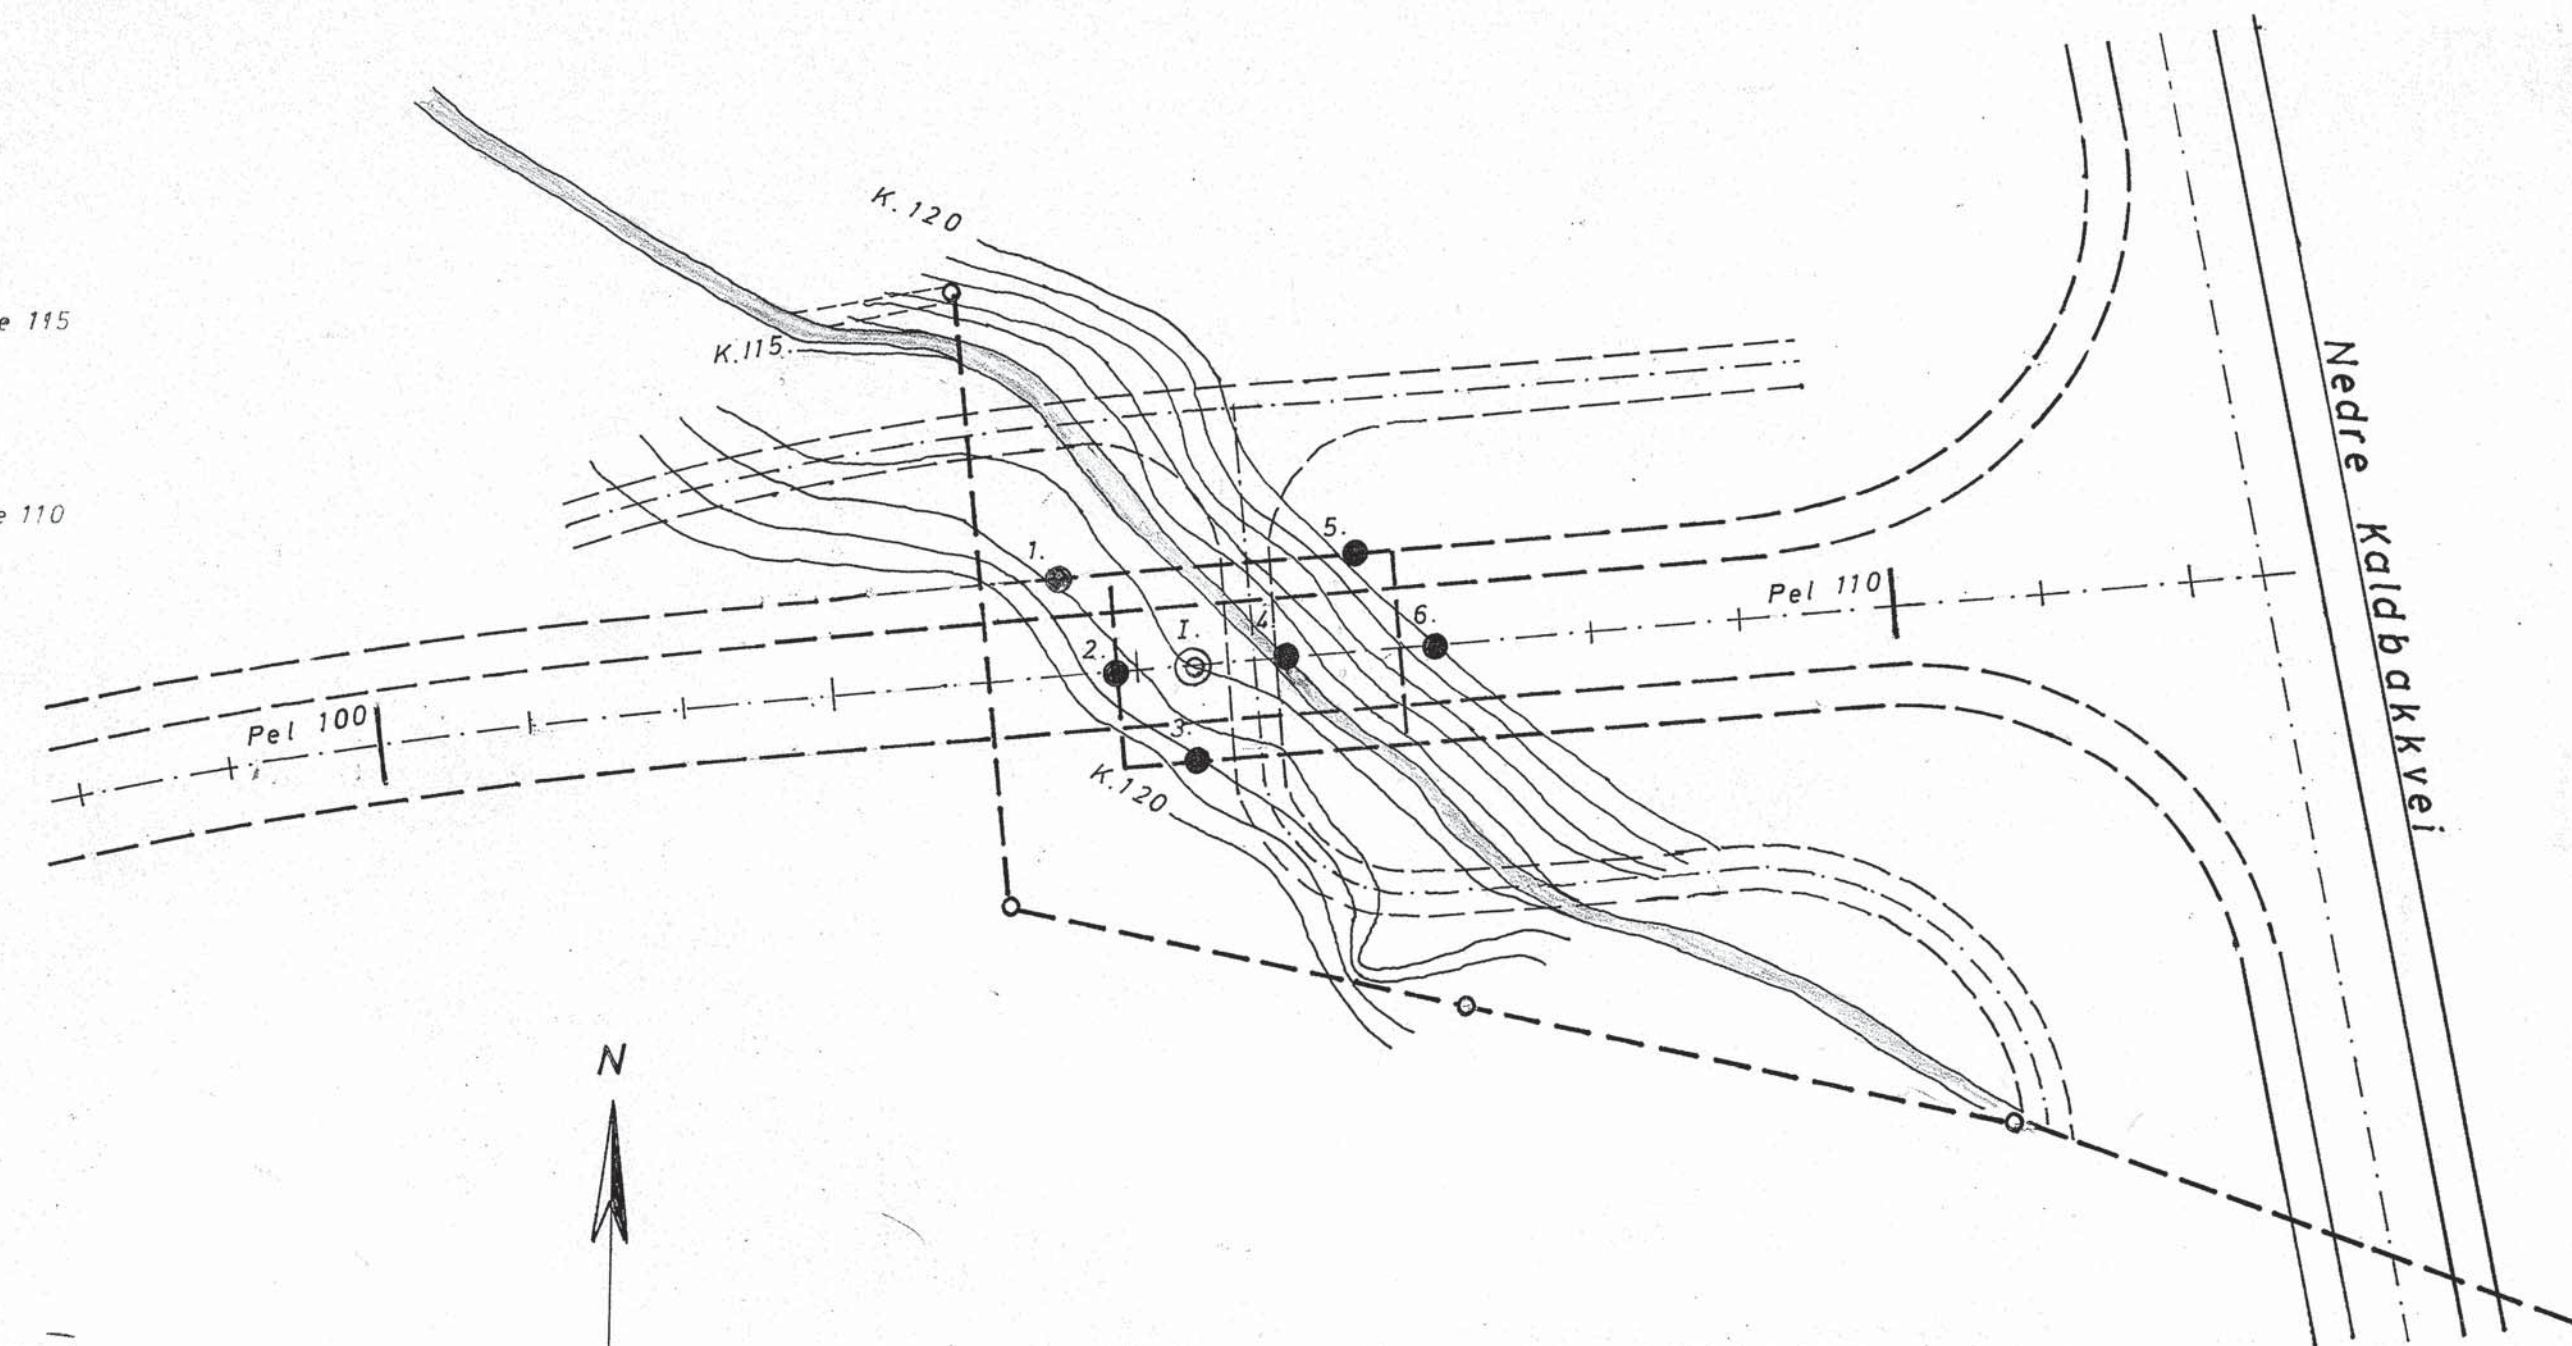 K.120
e 115
K.115
Nedre Kaldbakkvei
e 110
5.
1.
Pel 110
6.
4.
I.
2.
Pel 100
3.
K.120
N